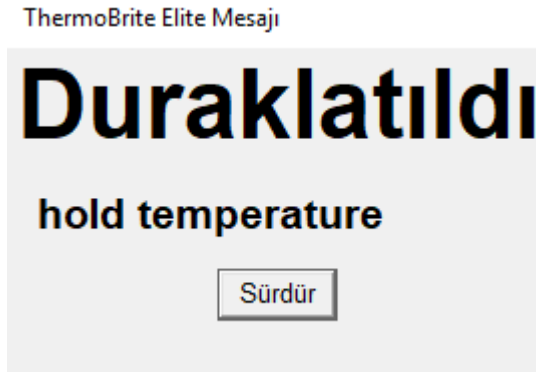 ThermoBrite Elite Mesajı
Duraklatıldı
hold temperature
Sürdür